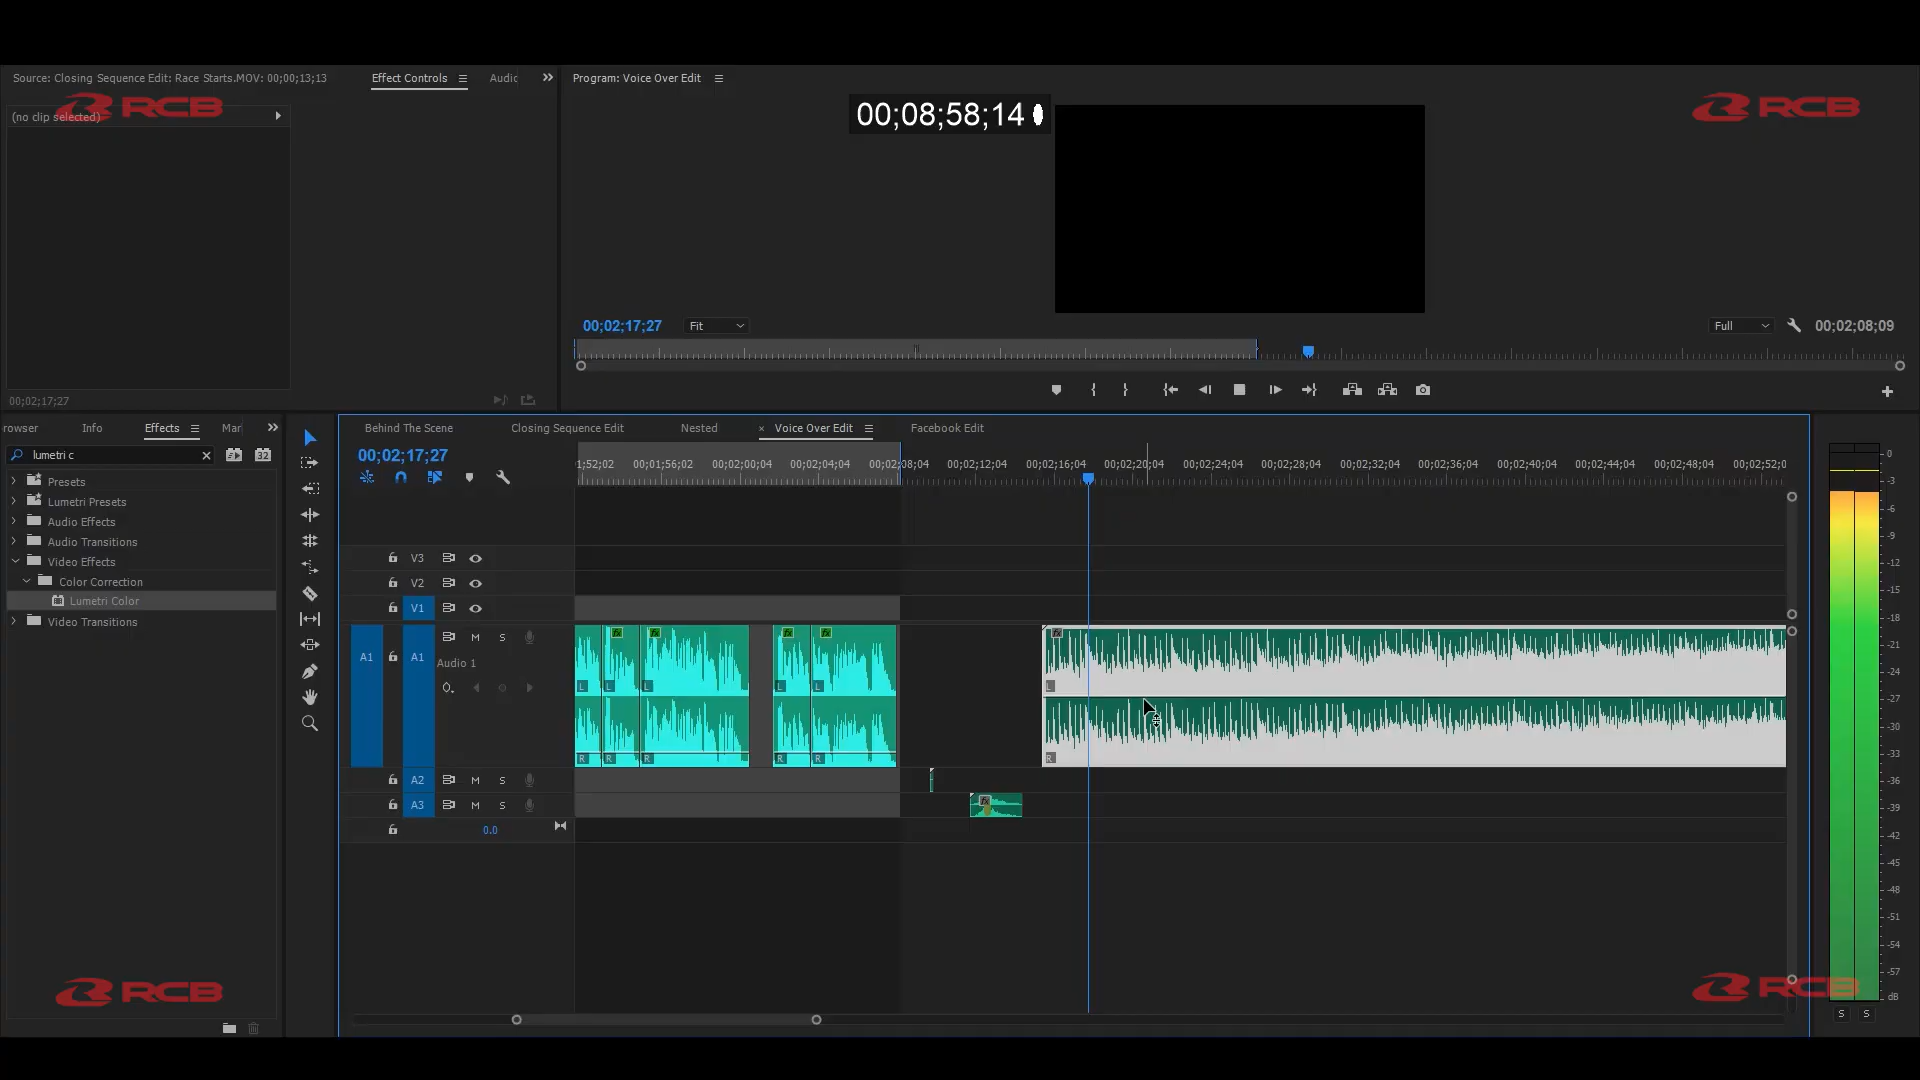 Source: Closing Sequence Edit: Race Starts.MOV: 00;00;13;13
Effect Controls
Audic
Program: Voice Over Edit
RCB
RCB
(no clip selected)
00;08;58;14
00;02;17;27
Fit
Full
00;02;08;09
00;02;17;27
rowser
Info
Effects
Mar
Behind The Scene
Closing Sequence Edit
Nested
× Voice Over Edit
Facebook Edit
lumetri c
32
00;02;17;27
1;52;02
00;01;56;02
00;02;00;04
00;02;04;04
00;02;08;04
00;02;12;04
00;02;16;04
00;02;20;04
00;02;24;04
00;02;28;04
00;02;32;04
00;02;36;04
00;02;40;04
00;02;44;04
00;02;48;04
00;02;52;0
Presets
Lumetri Presets
Audio Effects
Audio Transitions
Video Effects
Color Correction
Lumetri Color
Video Transitions
V3
V2
V1
A1
A1
M
S
Audio 1
L
L
L
L
L
L
R
R
R
R
R
R
A2
M
S
A3
M
S
0.0
0
-3
-6
-9
-12
-15
-18
-21
-24
-27
-30
-33
-36
-39
-42
-45
-48
-51
-54
-57
dB
S
S
RCB
RCB